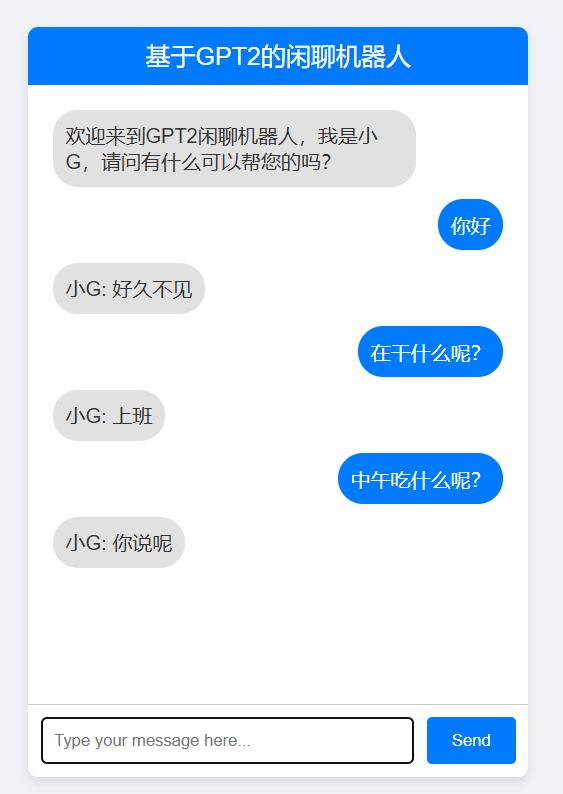 基于GPT2的闲聊机器人
欢迎来到GPT2闲聊机器人，我是小
G，请问有什么可以帮您的吗？
你好
小G: 好久不见
在干什么呢？
小G: 上班
中午吃什么呢？
小G: 你说呢
Type your message here...
Send